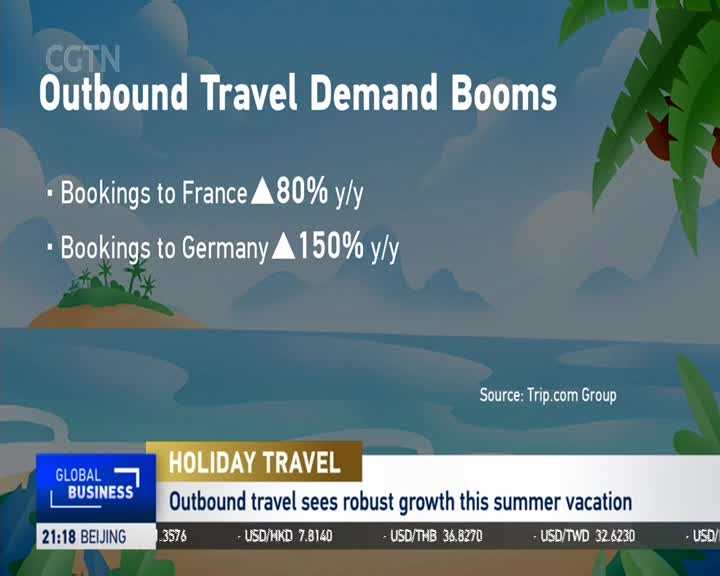 CGTN
Outbound Travel Demand Booms
▪ Bookings to France▲80% y/y
▪ Bookings to Germany▲150% y/y
Source: Trip.com Group
HOLIDAY TRAVEL
GLOBAL
BUSINESS
Outbound travel sees robust growth this summer vacation
21:18 BEIJING
.3576 - USD/HKD 7.8140 - USD/THB 36.8270 - USD/TWD 32.6230 - USD/